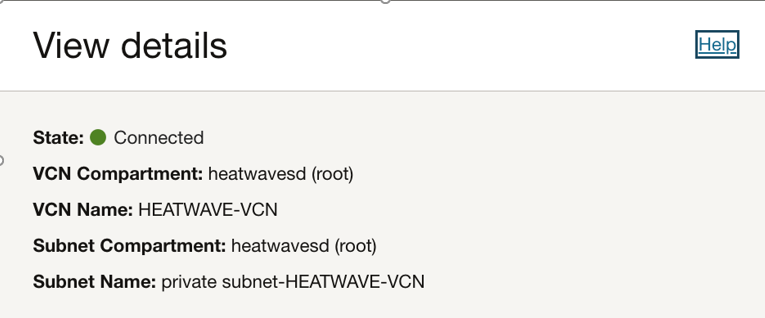 View details
Help
State: Connected
VCN Compartment: heatwavesd (root)
VCN Name: HEATWAVE-VCN
Subnet Compartment: heatwavesd (root)
Subnet Name: private subnet-HEATWAVE-VCN